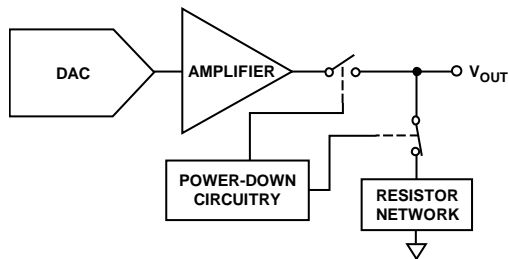 DAC
AMPLIFIER
VOUT
POWER-DOWN
CIRCUITRY
RESISTOR
NETWORK